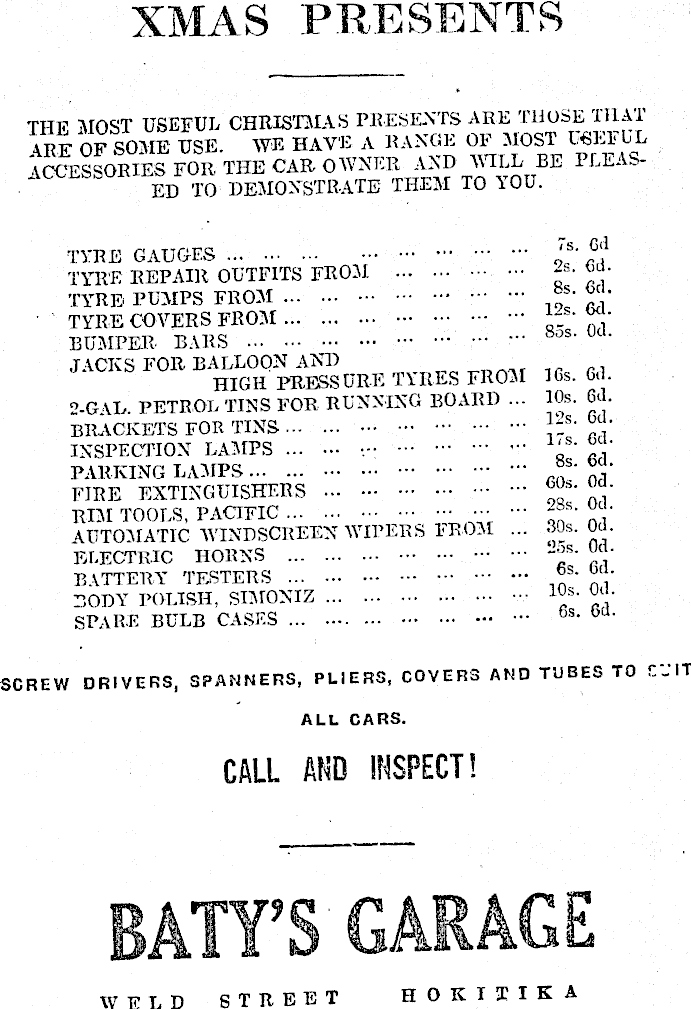 XMAS PRESENTS
THE MOST USEFUL CHRISTMAS PRESENTS ARE THOSE THAT
ARE OF SOME USE. WE HAVE A RANGE OF MOST USEFUL
ACCESSORIES FOR THE CAR OWNER AND WILL BE PLEAS-
ED TO DEMONSTRATE THEM TO YOU.
TYRE GAUGES ... ... ... ... ... ... ... ... 7s. 6d
TYRE REPAIR OUTFITS FROM ... ... ... ... 2s. 6d.
TYRE PUMPS FROM ... ... ... ... ... ... ... 8s. 6d.
TYRE COVERS FROM ... ... ... ... ... ... ... 12s. 6d.
BUMPER BARS ... ... ... ... ... ... ... ... 85s. 0d.
JACKS FOR BALLOON AND
HIGH PRESSURE TYRES FROM 16s. 6d.
2-GAL. PETROL TINS FOR RUNNING BOARD ... 10s. 6d.
BRACKETS FOR TINS ... ... ... ... ... ... ... 12s. 6d.
INSPECTION LAMPS ... ... ... ... ... ... ... 17s. 6d.
PARKING LAMPS ... ... ... ... ... ... ... ... 8s. 6d.
FIRE EXTINGUISHERS ... ... ... ... ... ... 60s. 0d.
RIM TOOLS, PACIFIC ... ... ... ... ... ... ... 28s. 0d.
AUTOMATIC WINDSCREEN WIPERS FROM ... 30s. 0d.
ELECTRIC HORNS ... ... ... ... ... ... ... 25s. 0d.
BATTERY TESTERS ... ... ... ... ... ... ... 6s. 6d.
BODY POLISH, SIMONIZ ... ... ... ... ... ... 10s. 0d.
SPARE BULB CASES ... .... ... ... ... ... ... 6s. 6d.
SCREW DRIVERS, SPANNERS, PLIERS, COVERS AND TUBES TO SUIT
ALL CARS.
CALL AND INSPECT!
BATY'S GARAGE
WELD STREET HOKITIKA